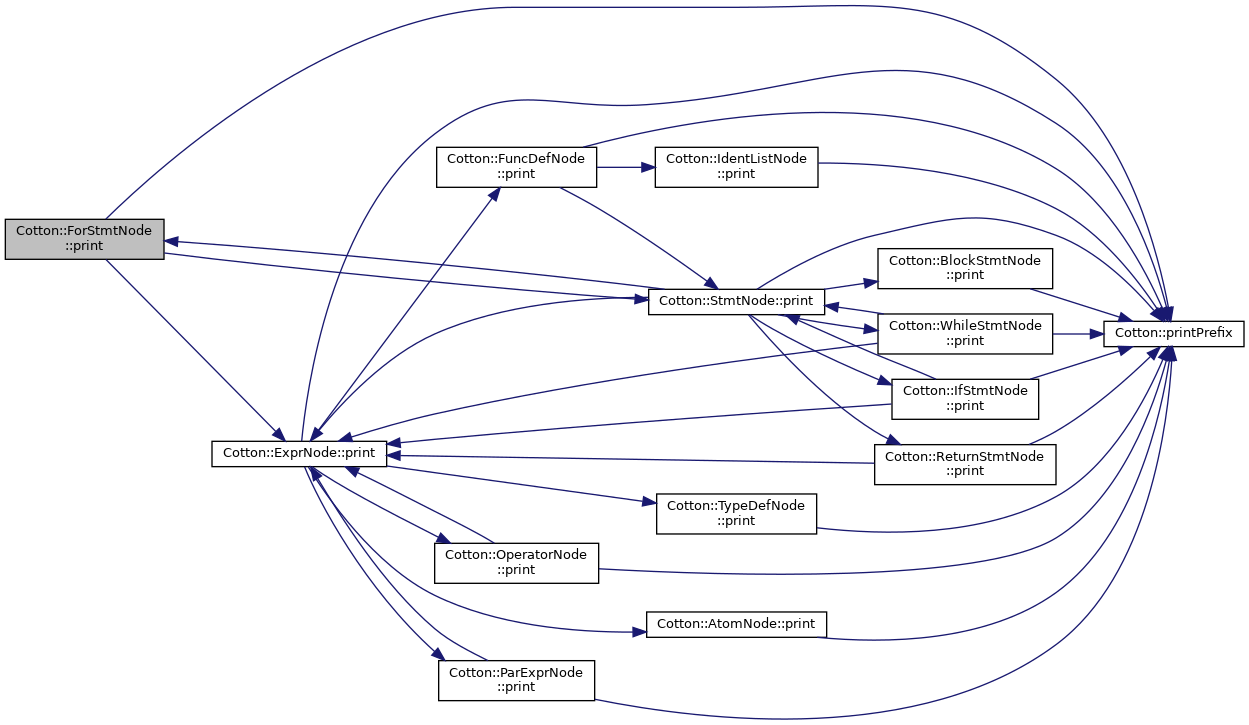 Cotton::ForStmtNode
::print
Cotton::FuncDefNode
::print
Cotton::IdentListNode
::print
Cotton::StmtNode::print
Cotton::BlockStmtNode
::print
Cotton::WhileStmtNode
::print
Cotton::printPrefix
Cotton::IfStmtNode
::print
Cotton::ExprNode::print
Cotton::ReturnStmtNode
::print
Cotton::TypeDefNode
::print
Cotton::OperatorNode
::print
Cotton::AtomNode::print
Cotton::ParExprNode
::print